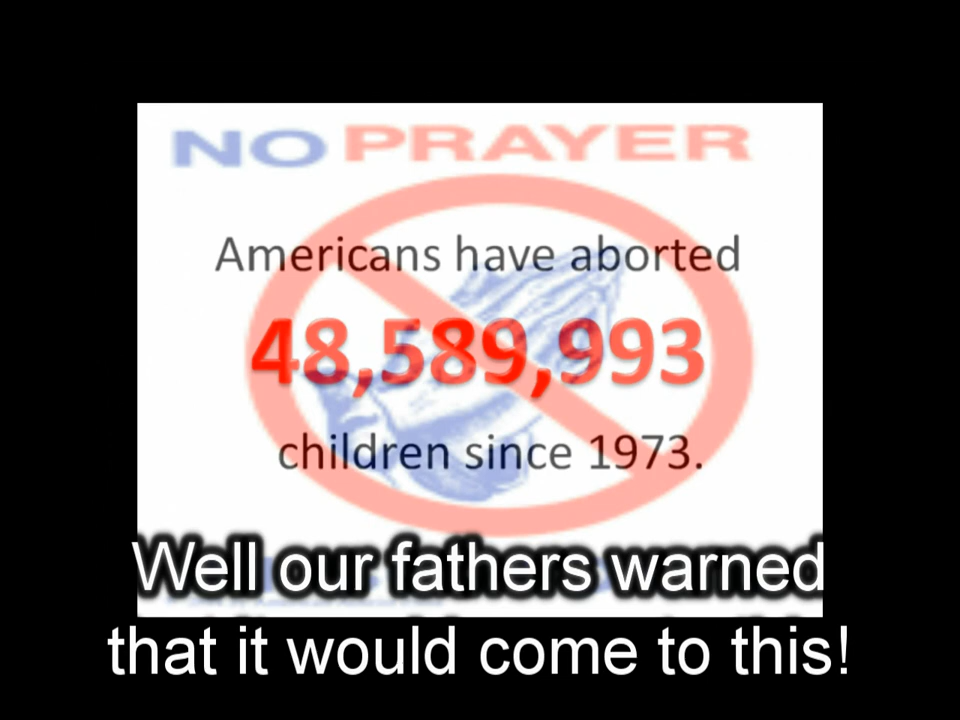 NO PRAYER
Americans have aborted
48,589,993
children since 1973.
Well our fathers warned
that it would come to this!